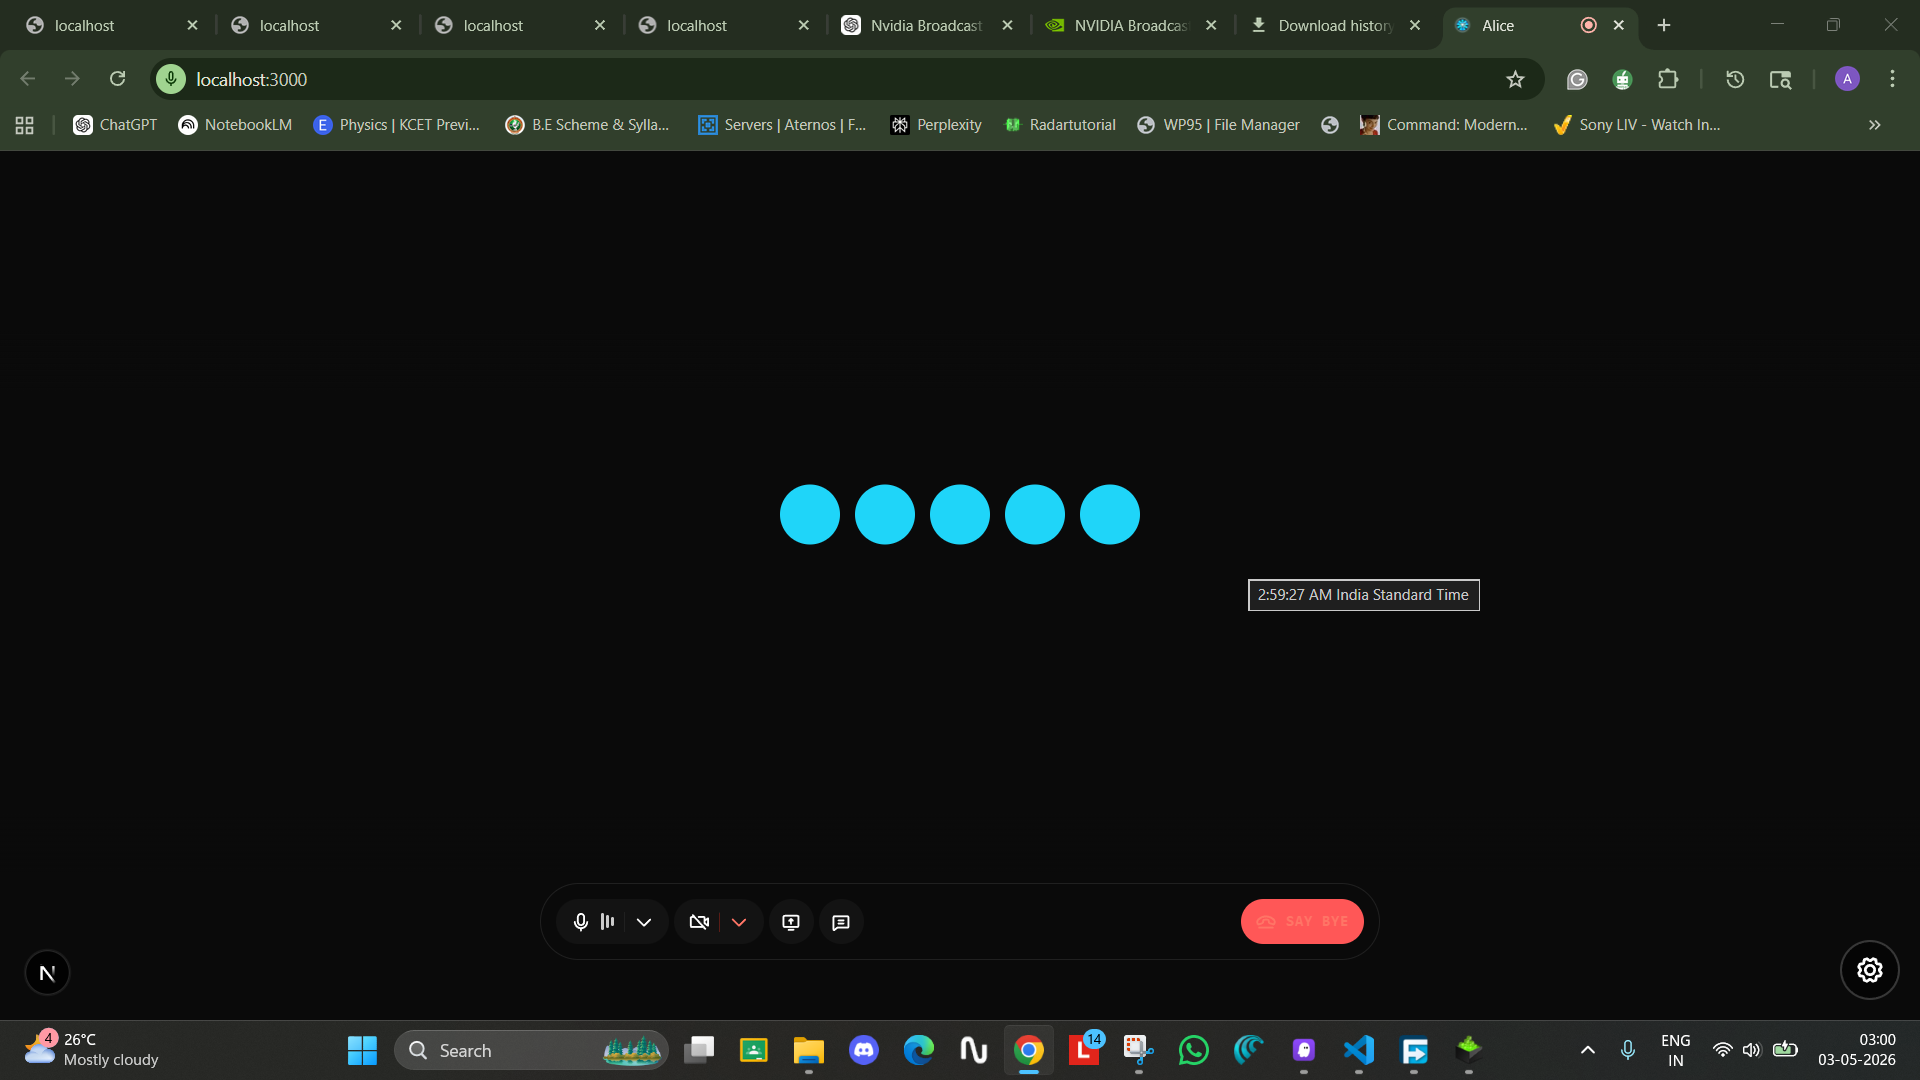 localhost
localhost
localhost
localhost
Nvidia Broadcast
NVIDIA Broadcas
Download history
Alice
localhost:3000
A
ChatGPT
NotebookLM
E Physics | KCET Previ...
B.E Scheme & Sylla...
Servers | Aternos | F...
Perplexity
Radartutorial
WP95 | File Manager
Command: Modern...
Sony LIV - Watch In...
2:59:27 AM India Standard Time
SAY BYE
N
4
26°C
Mostly cloudy
Search
L
14
ENG
IN
03:00
03-05-2026